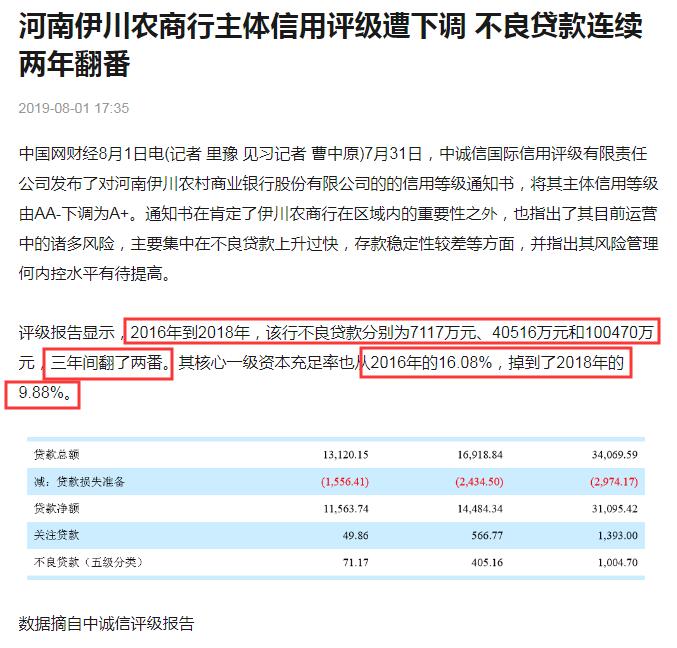 河南伊川农商行主体信用评级遭下调 不良贷款连续
两年翻番
2019-08-01 17:35
中国网财经8月1日电(记者 里豫 见习记者 曹中原)7月31日，中诚信国际信用评级有限责任
公司发布了对河南伊川农村商业银行股份有限公司的的信用等级通知书，将其主体信用等级
由AA-下调为A+。通知书在肯定了伊川农商行在区域内的重要性之外，也指出了其目前运营
中的诸多风险，主要集中在不良贷款上升过快，存款稳定性较差等方面，并指出其风险管理
何内控水平有待提高。
评级报告显示，2016年到2018年，该行不良贷款分别为7117万元、40516万元和100470万
元，三年间翻了两番。其核心一级资本充足率也从2016年的16.08%，掉到了2018年的
9.88%。
贷款总额 13,120.15 16,918.84 34,069.59
减：贷款损失准备 (1,556.41) (2,434.50) (2,974.17)
贷款净额 11,563.74 14,484.34 31,095.42
关注贷款 49.86 566.77 1,393.00
不良贷款（五级分类） 71.17 405.16 1,004.70
数据摘自中诚信评级报告